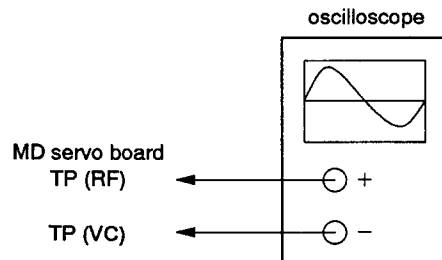 oscilloscope
MD servo board
TP (RF)
+
TP (VC)
−